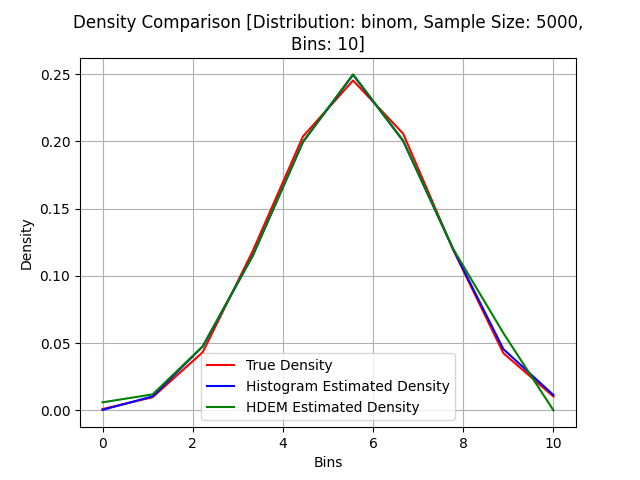 Density Comparison [Distribution: binom, Sample Size: 5000,
Bins: 10]
0.25
0.20
0.15
0.10
0.05
0.00
Density
True Density
Histogram Estimated Density
HDEM Estimated Density
0 2 4 6 8 10
Bins